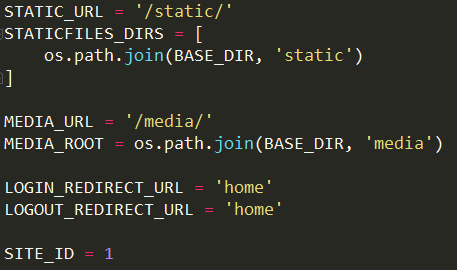 STATIC_URL = '/static/'
STATICFILES_DIRS = [
    os.path.join(BASE_DIR, 'static')
]

MEDIA_URL = '/media/'
MEDIA_ROOT = os.path.join(BASE_DIR, 'media')

LOGIN_REDIRECT_URL = 'home'
LOGOUT_REDIRECT_URL = 'home'

SITE_ID = 1